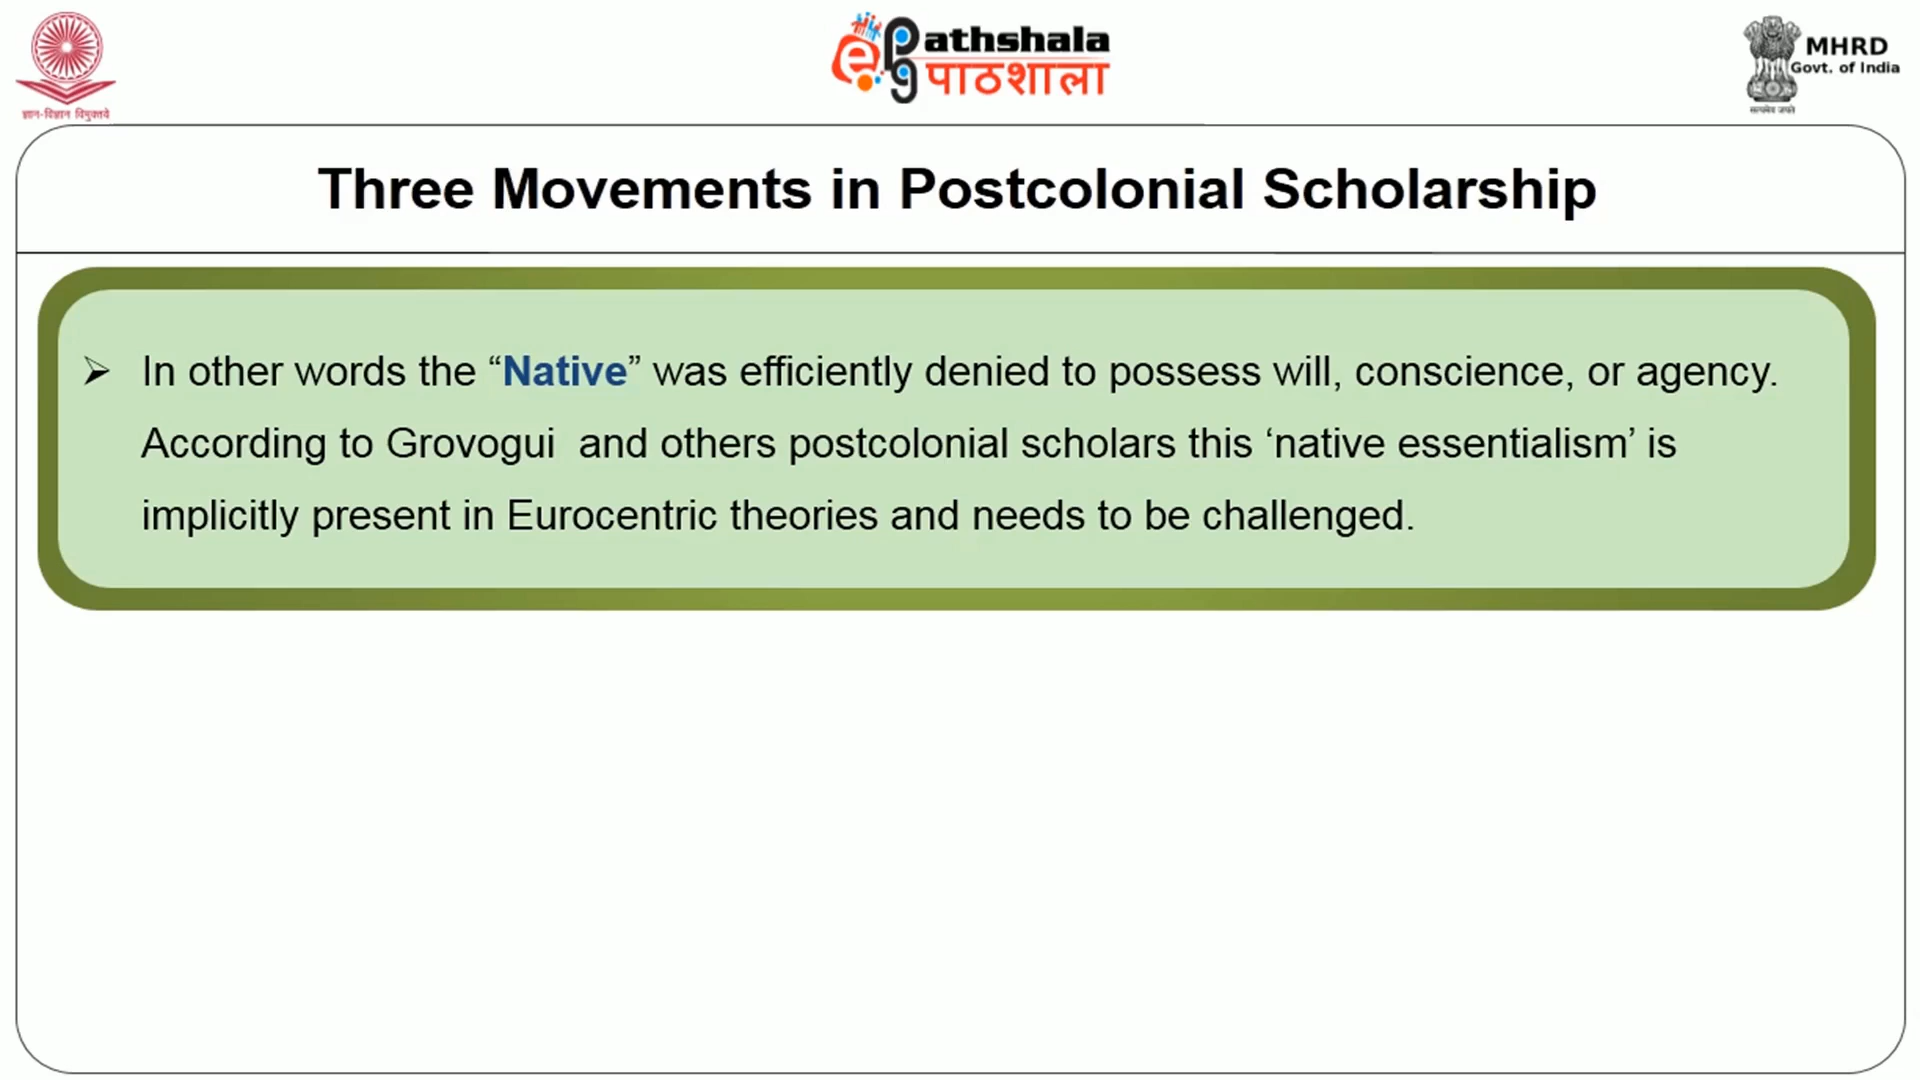 ज्ञान-विज्ञान विमुक्तये
e
pg
Pathshala
पाठशाला
MHRD
Govt. of India
सत्यमेव जयते
Three Movements in Postcolonial Scholarship
➢ In other words the “Native” was efficiently denied to possess will, conscience, or agency.
According to Grovogui  and others postcolonial scholars this ‘native essentialism’ is
implicitly present in Eurocentric theories and needs to be challenged.